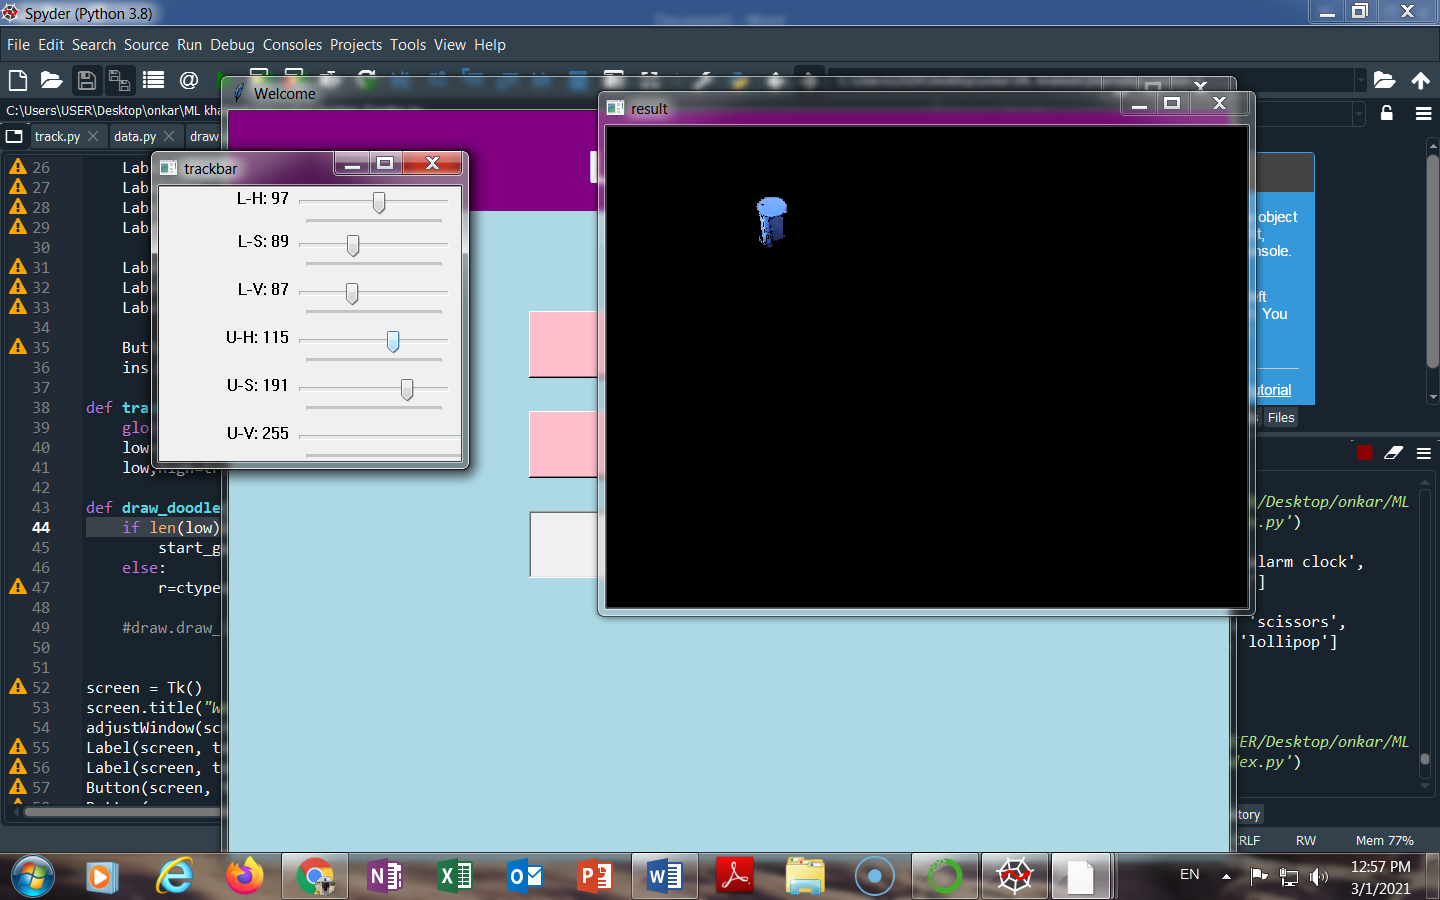 Spyder (Python 3.8)
File Edit Search Source Run Debug Consoles Projects Tools View Help
C:\Users\USER\Desktop\onkar\ML
track.py data.py draw
Welcome
result
trackbar
L-H: 97
L-S: 89
L-V: 87
U-H: 115
U-S: 191
U-V: 255
26 Lab
27 Lab
28 Lab
29 Lab
30
31 Lab
32 Lab
33 Lab
34
35 But
36 ins
37
38 def tra
39 glo
40 low
41
42
43 def draw_doodle
44 if len(low)
45 start_g
46 else:
47 r=ctype
48
49 #draw.draw_
50
51
52 screen = Tk()
53 screen.title("W
54 adjustWindow(sc
55 Label(screen, t
56 Label(screen, t
57 Button(screen,
object
nsole.
eft
You
utorial
Files
/Desktop/onkar/ML
.py')
larm clock',
]
'scissors',
'lollipop']
ER/Desktop/onkar/ML
ex.py')
tory
CRLF RW Mem 77%
EN
12:57 PM
3/1/2021